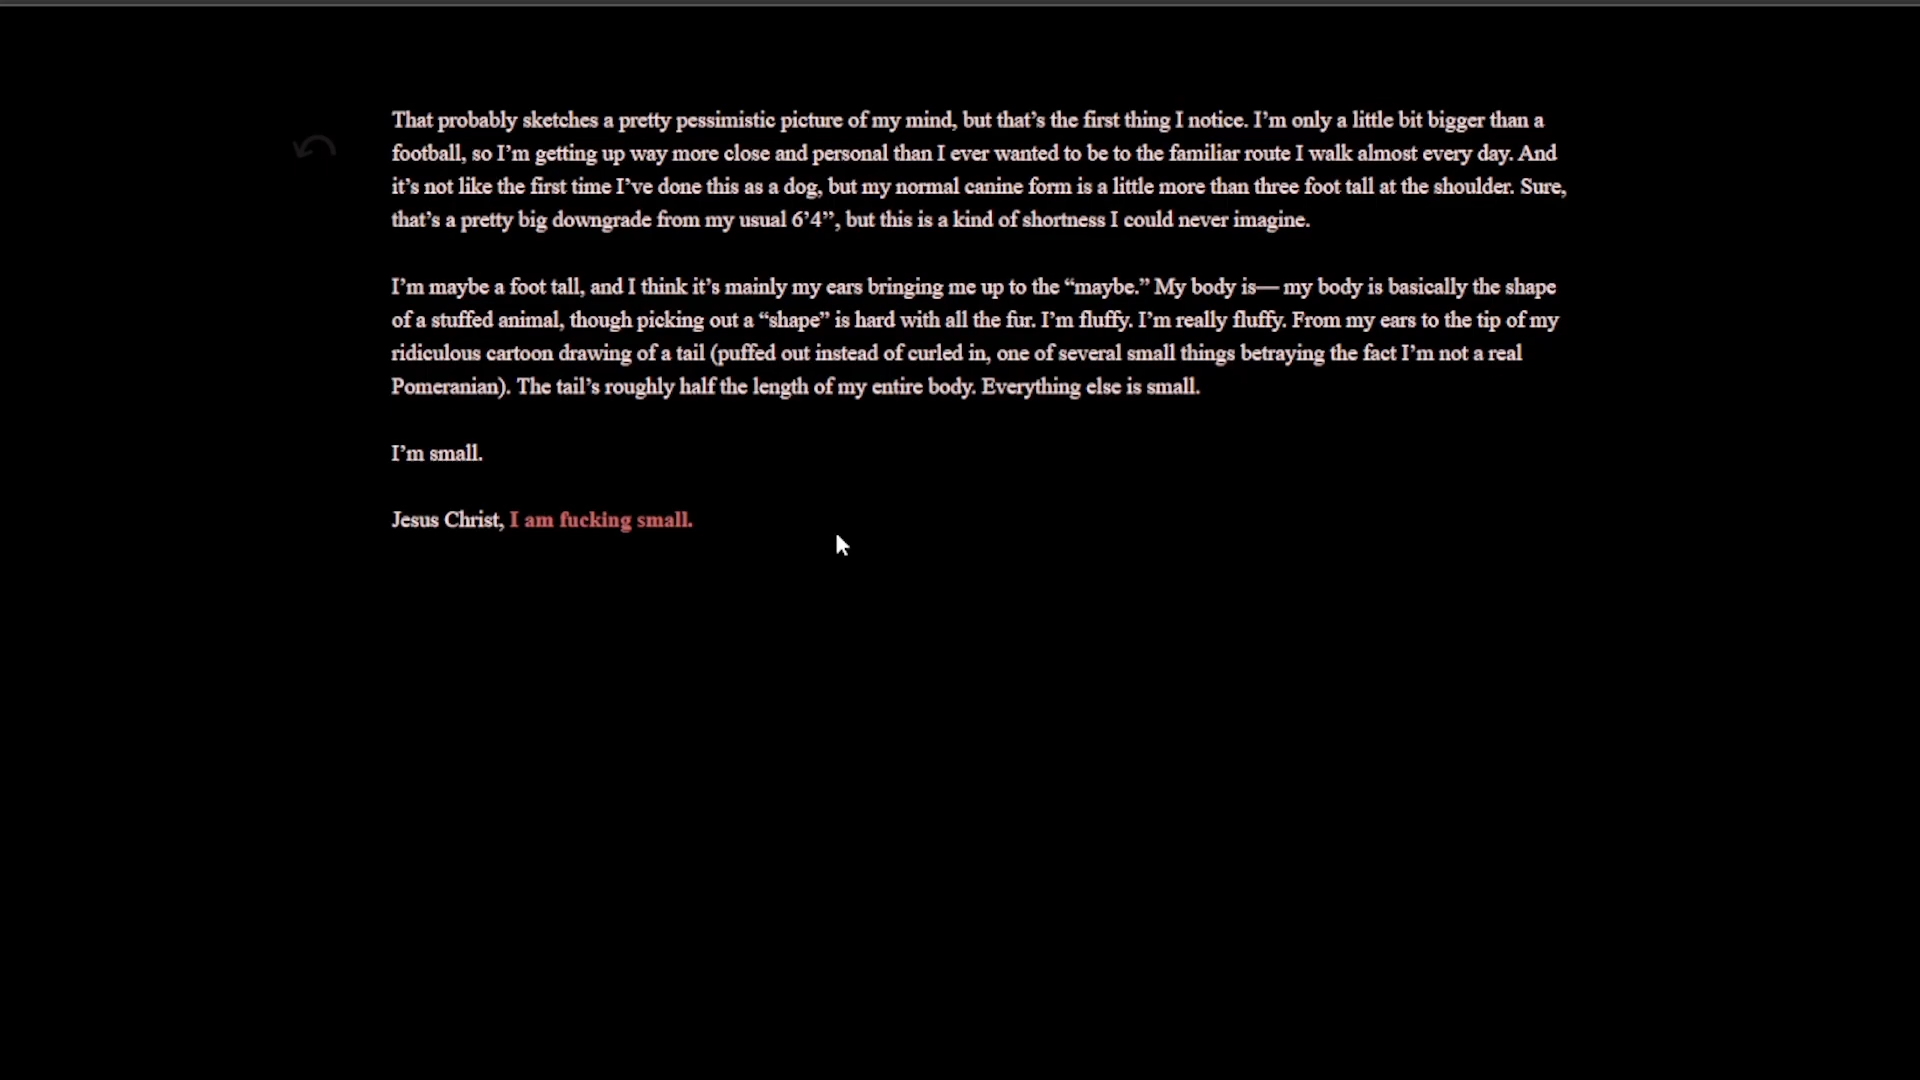 That probably sketches a pretty pessimistic picture of my mind, but that’s the first thing I notice. I’m only a little bit bigger than a
football, so I’m getting up way more close and personal than I ever wanted to be to the familiar route I walk almost every day. And
it’s not like the first time I’ve done this as a dog, but my normal canine form is a little more than three foot tall at the shoulder. Sure,
that’s a pretty big downgrade from my usual 6’4”, but this is a kind of shortness I could never imagine.
I’m maybe a foot tall, and I think it’s mainly my ears bringing me up to the “maybe.” My body is— my body is basically the shape
of a stuffed animal, though picking out a “shape” is hard with all the fur. I’m fluffy. I’m really fluffy. From my ears to the tip of my
ridiculous cartoon drawing of a tail (puffed out instead of curled in, one of several small things betraying the fact I’m not a real
Pomeranian). The tail’s roughly half the length of my entire body. Everything else is small.
I’m small.
Jesus Christ, I am fucking small.